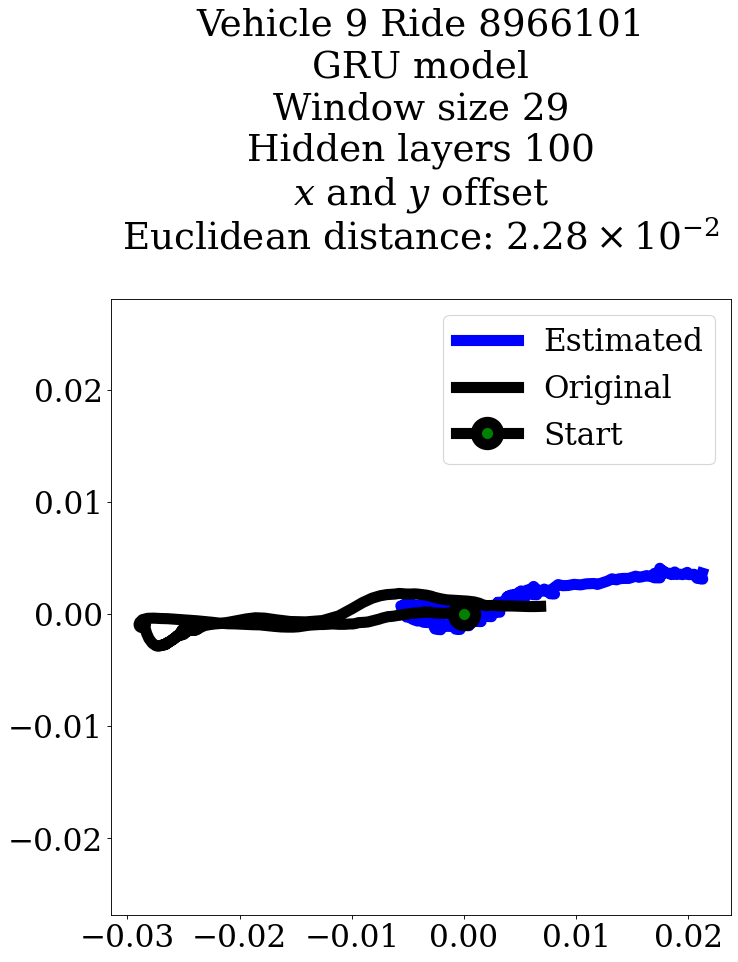 Vehicle 9 Ride 8966101
GRU model
Window size 29
Hidden layers 100
x and y offset
Euclidean distance: 2.28 × 10⁻²
Estimated
Original
Start
0.02
0.01
0.00
−0.01
−0.02
−0.03 −0.02 −0.01 0.00 0.01 0.02